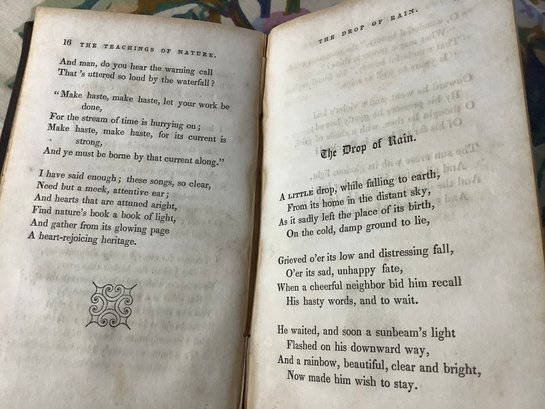 16 THE TEACHINGS OF NATURE.
And man, do you hear the warning call
That 's uttered so loud by the waterfall?
"Make haste, make haste, let your work be
done,
For the stream of time is hurrying on;
Make haste, make haste, for its current is
strong,
And ye must be borne by that current along."
I have said enough; these songs, so clear,
Need but a meek, attentive ear;
And hearts that are attuned aright,
Find nature's book a book of light,
And gather from its glowing page
A heart-rejoicing heritage.
THE DROP OF RAIN.
The Drop of Rain.
A LITTLE drop, while falling to earth,
From its home in the distant sky,
As it sadly left the place of its birth,
On the cold, damp ground to lie,
Grieved o'er its low and distressing fall,
O'er its sad, unhappy fate,
When a cheerful neighbor bid him recall
His hasty words, and to wait.
He waited, and soon a sunbeam's light
Flashed on his downward way,
And a rainbow, beautiful, clear and bright,
Now made him wish to stay.